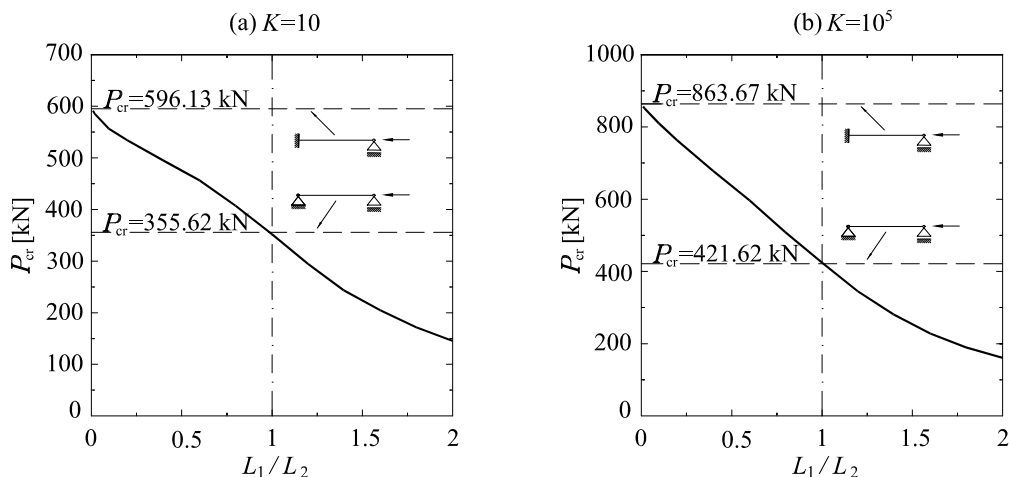 (a) K=10
700
600
500
400
300
200
100
0
P_cr [kN]
P_cr=596.13 kN
P_cr=355.62 kN
0
0.5
1
1.5
2
L_1/L_2
(b) K=10^5
1000
800
600
400
200
0
P_cr [kN]
P_cr=863.67 kN
P_cr=421.62 kN
0
0.5
1
1.5
2
L_1/L_2